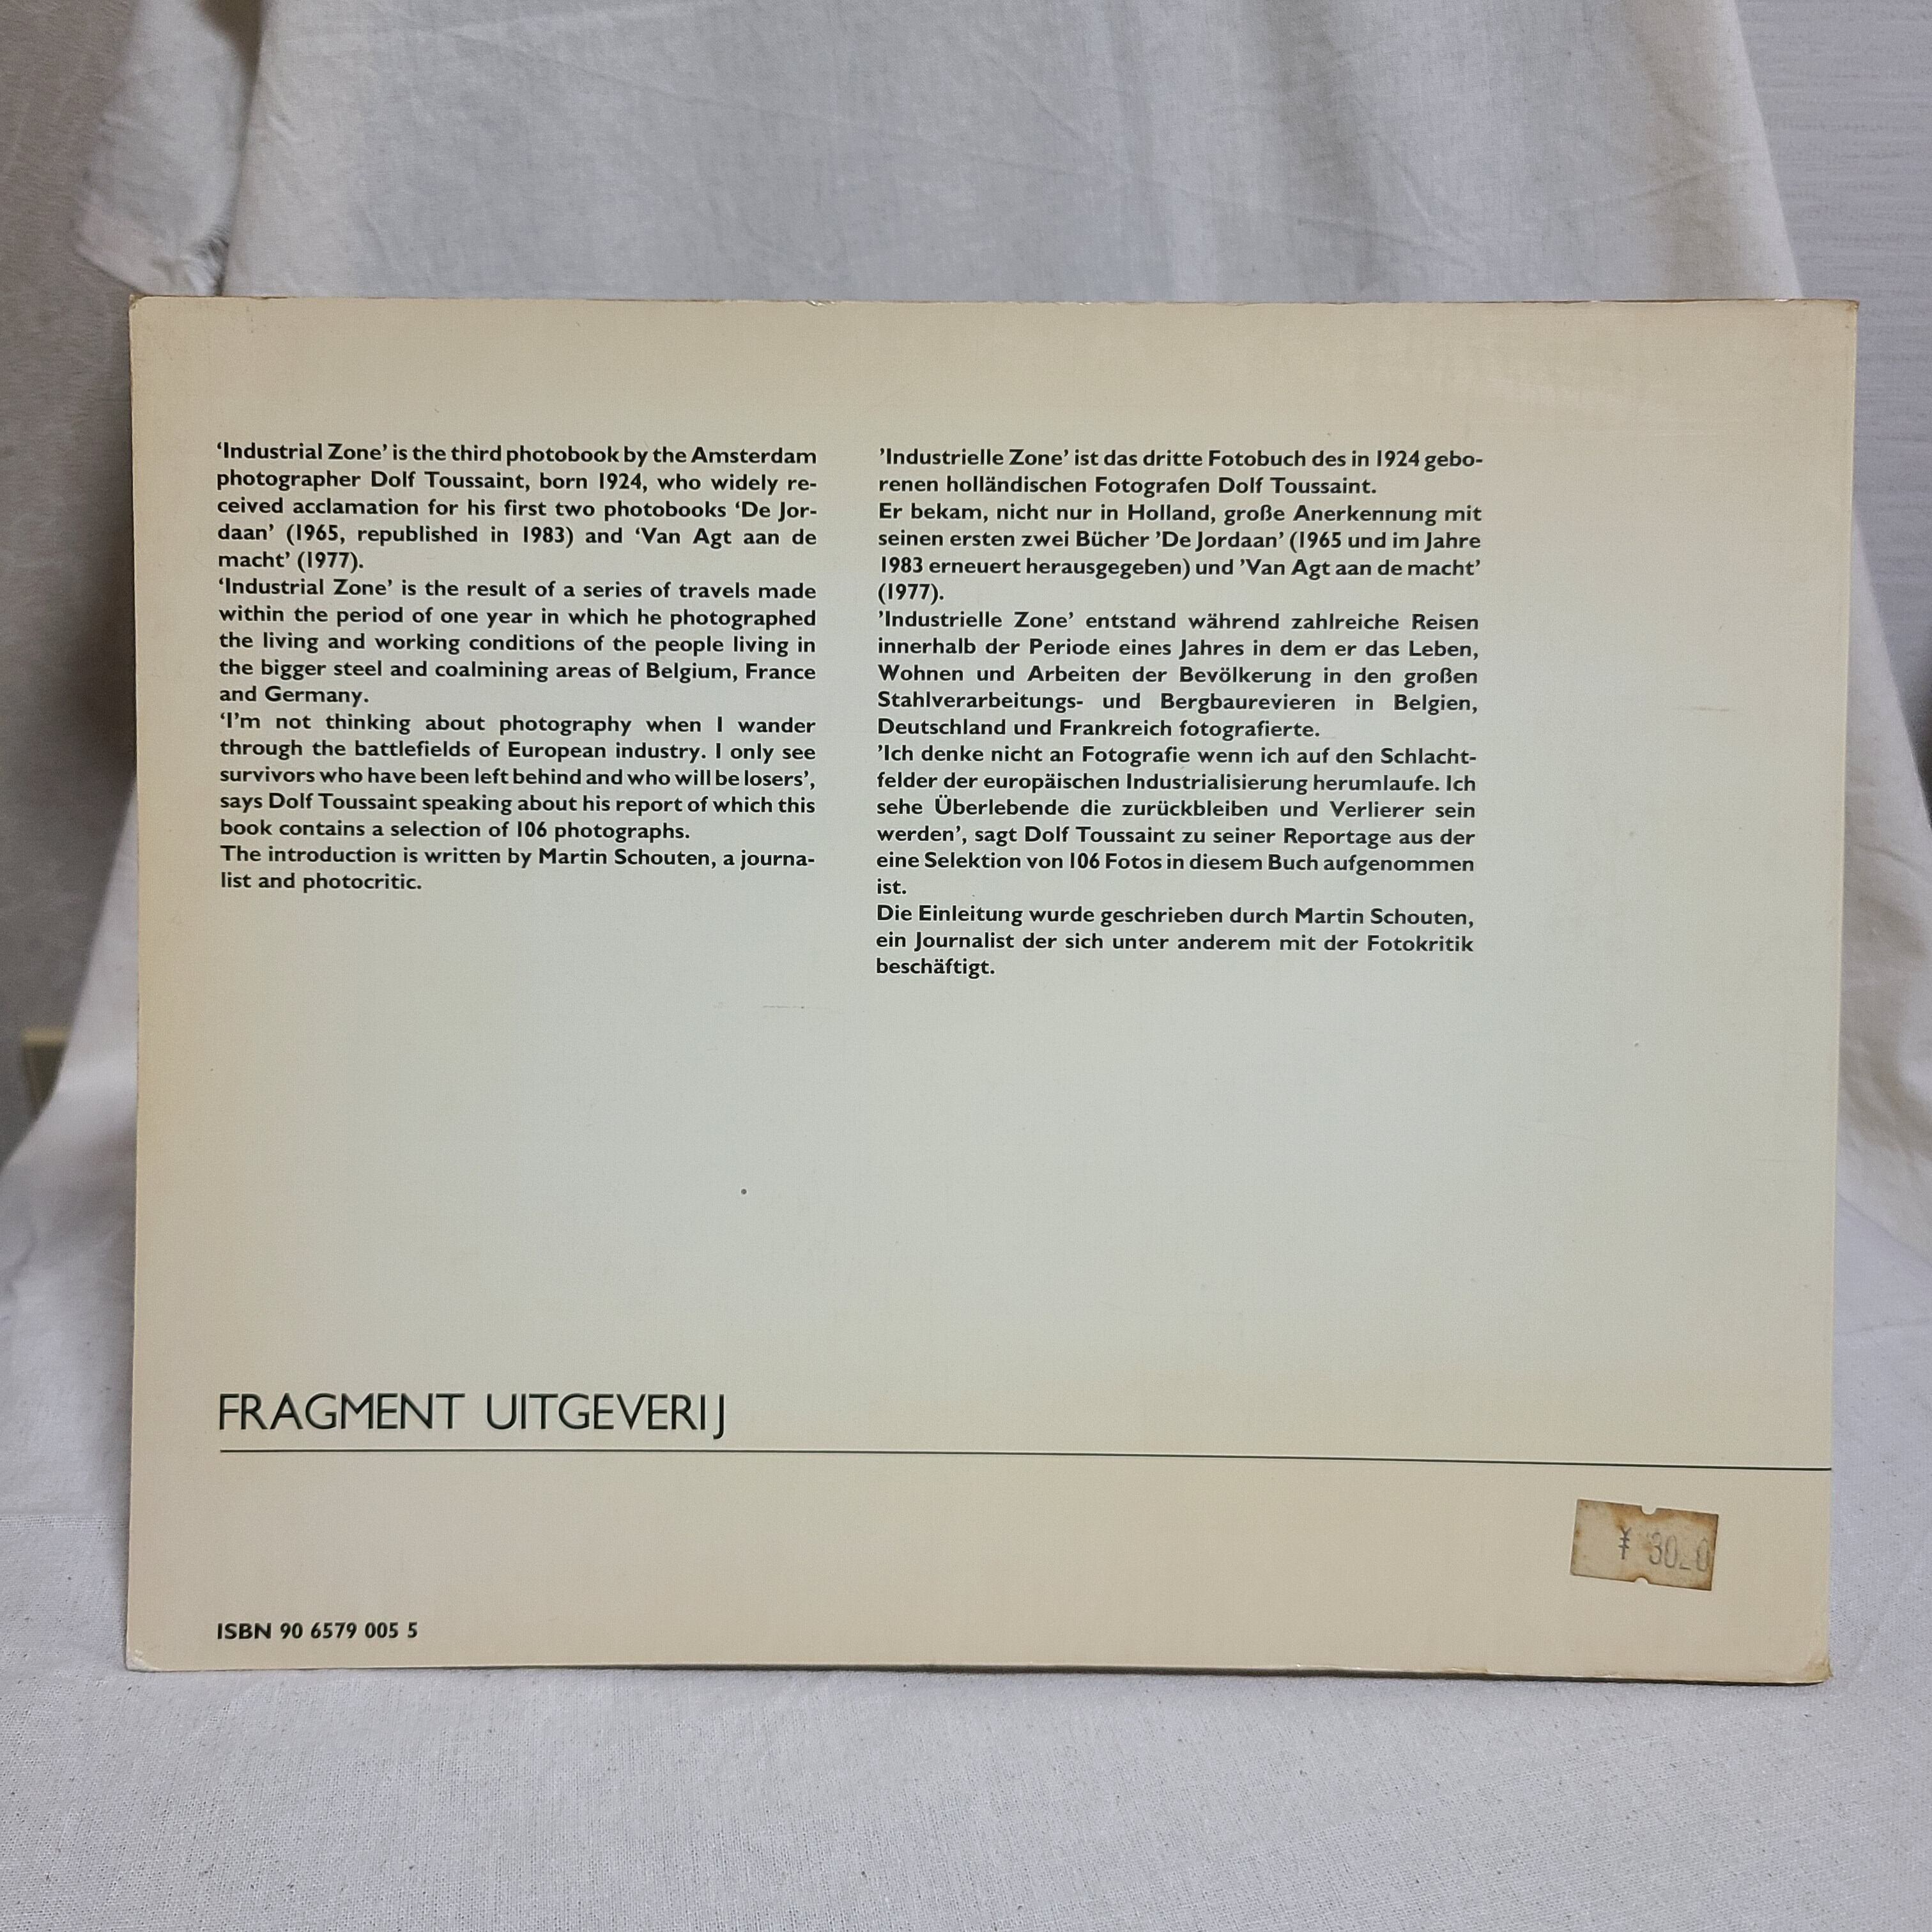 ‘Industrial Zone’ is the third photobook by the Amsterdam
photographer Dolf Toussaint, born 1924, who widely re-
ceived acclamation for his first two photobooks ‘De Jor-
daan’ (1965, republished in 1983) and ‘Van Agt aan de
macht’ (1977).
‘Industrial Zone’ is the result of a series of travels made
within the period of one year in which he photographed
the living and working conditions of the people living in
the bigger steel and coalmining areas of Belgium, France
and Germany.
‘I’m not thinking about photography when I wander
through the battlefields of European industry. I only see
survivors who have been left behind and who will be losers’,
says Dolf Toussaint speaking about his report of which this
book contains a selection of 106 photographs.
The introduction is written by Martin Schouten, a journa-
list and photocritic.
’Industrielle Zone’ ist das dritte Fotobuch des in 1924 gebo-
renen holländischen Fotografen Dolf Toussaint.
Er bekam, nicht nur in Holland, große Anerkennung mit
seinen ersten zwei Bücher ’De Jordaan’ (1965 und im Jahre
1983 erneuert herausgegeben) und ’Van Agt aan de macht’
(1977).
’Industrielle Zone’ entstand während zahlreiche Reisen
innerhalb der Periode eines Jahres in dem er das Leben,
Wohnen und Arbeiten der Bevölkerung in den großen
Stahlverarbeitungs- und Bergbaurevieren in Belgien,
Deutschland und Frankreich fotografierte.
’Ich denke nicht an Fotografie wenn ich auf den Schlacht-
felder der europäischen Industrialisierung herumlaufe. Ich
sehe Überlebende die zurückbleiben und Verlierer sein
werden’, sagt Dolf Toussaint zu seiner Reportage aus der
eine Selektion von 106 Fotos in diesem Buch aufgenommen
ist.
Die Einleitung wurde geschrieben durch Martin Schouten,
ein Journalist der sich unter anderem mit der Fotokritik
beschäftigt.
FRAGMENT UITGEVERIJ
¥
ISBN 90 6579 005 5